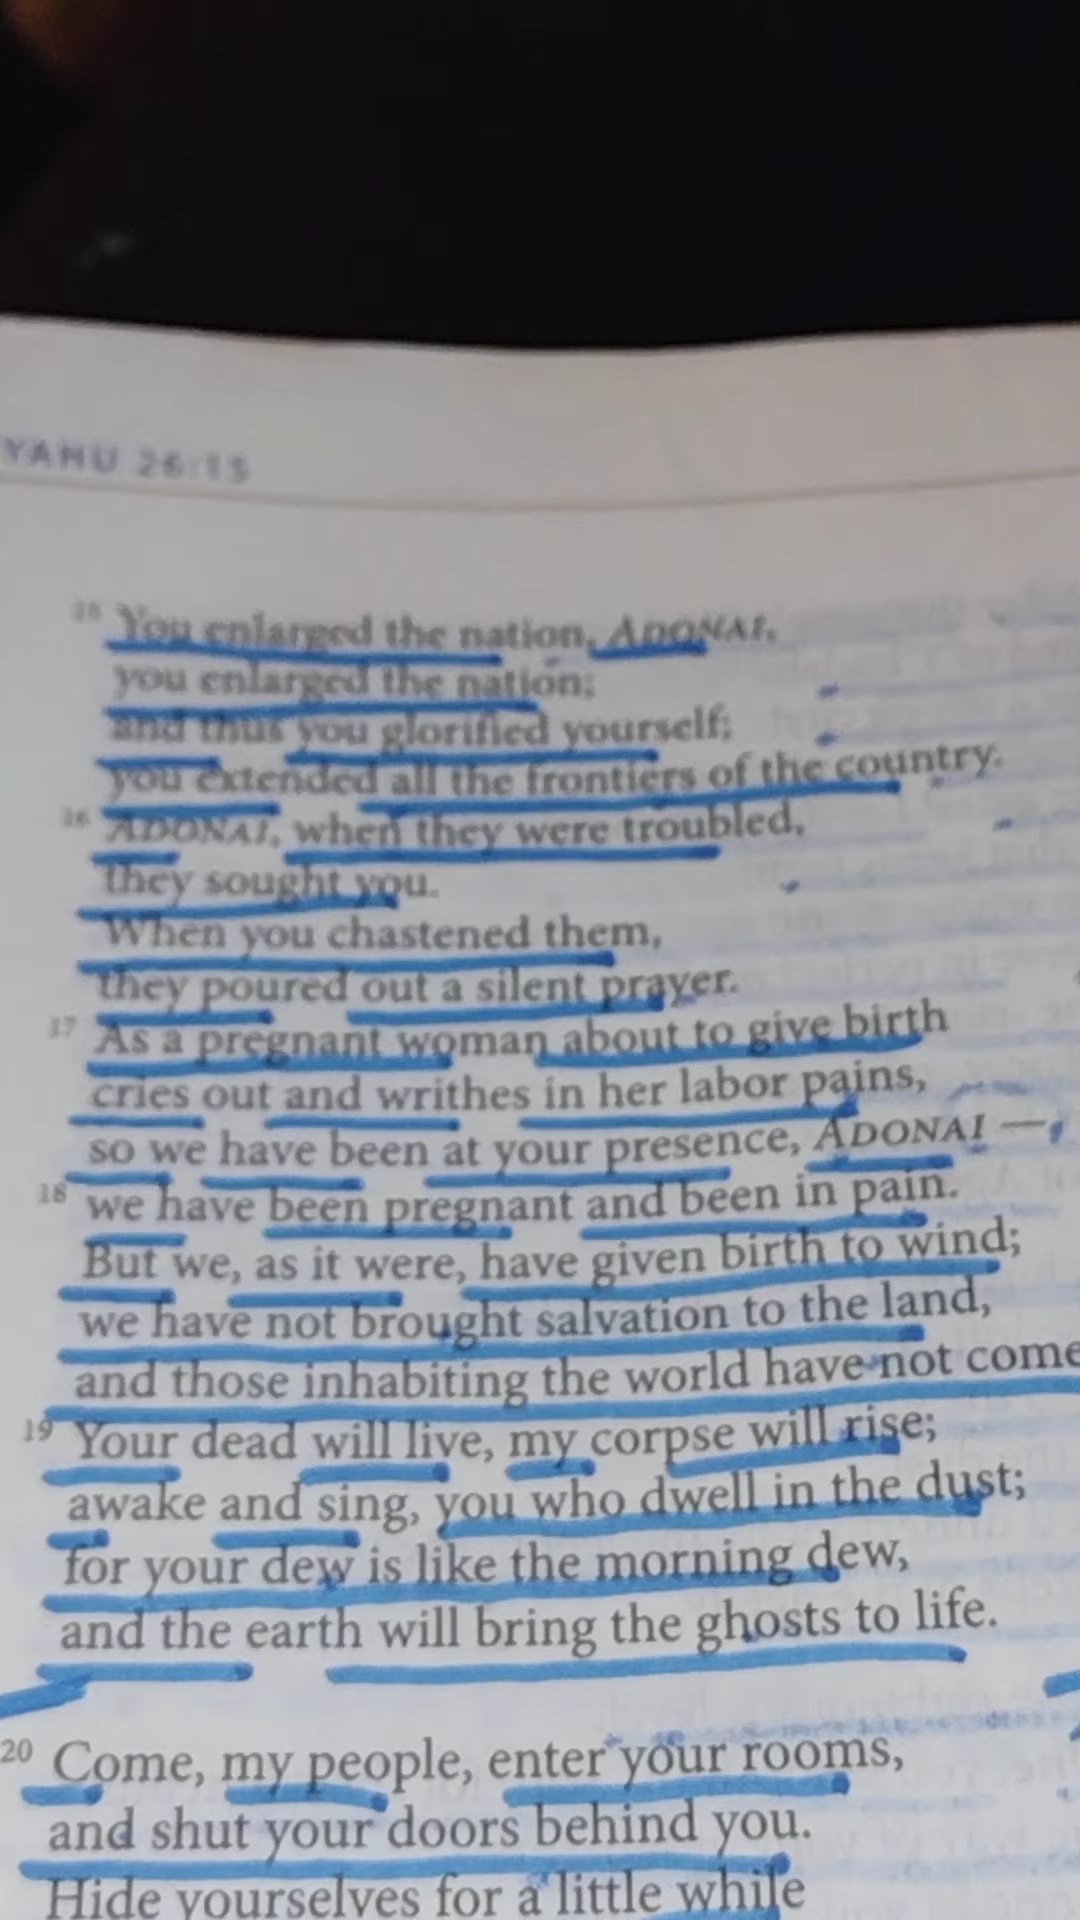 YAHU 26:15
15 You enlarged the nation, ADONAI,
you enlarged the nation;
and thus you glorified yourself;
you extended all the frontiers of the country.
16 ADONAI, when they were troubled,
they sought you.
When you chastened them,
they poured out a silent prayer.
17 As a pregnant woman about to give birth
cries out and writhes in her labor pains,
so we have been at your presence, ADONAI —
18 we have been pregnant and been in pain.
But we, as it were, have given birth to wind;
we have not brought salvation to the land,
and those inhabiting the world have not come
19 Your dead will live, my corpse will rise;
awake and sing, you who dwell in the dust;
for your dew is like the morning dew,
and the earth will bring the ghosts to life.
20 Come, my people, enter your rooms,
and shut your doors behind you.
Hide yourselves for a little while